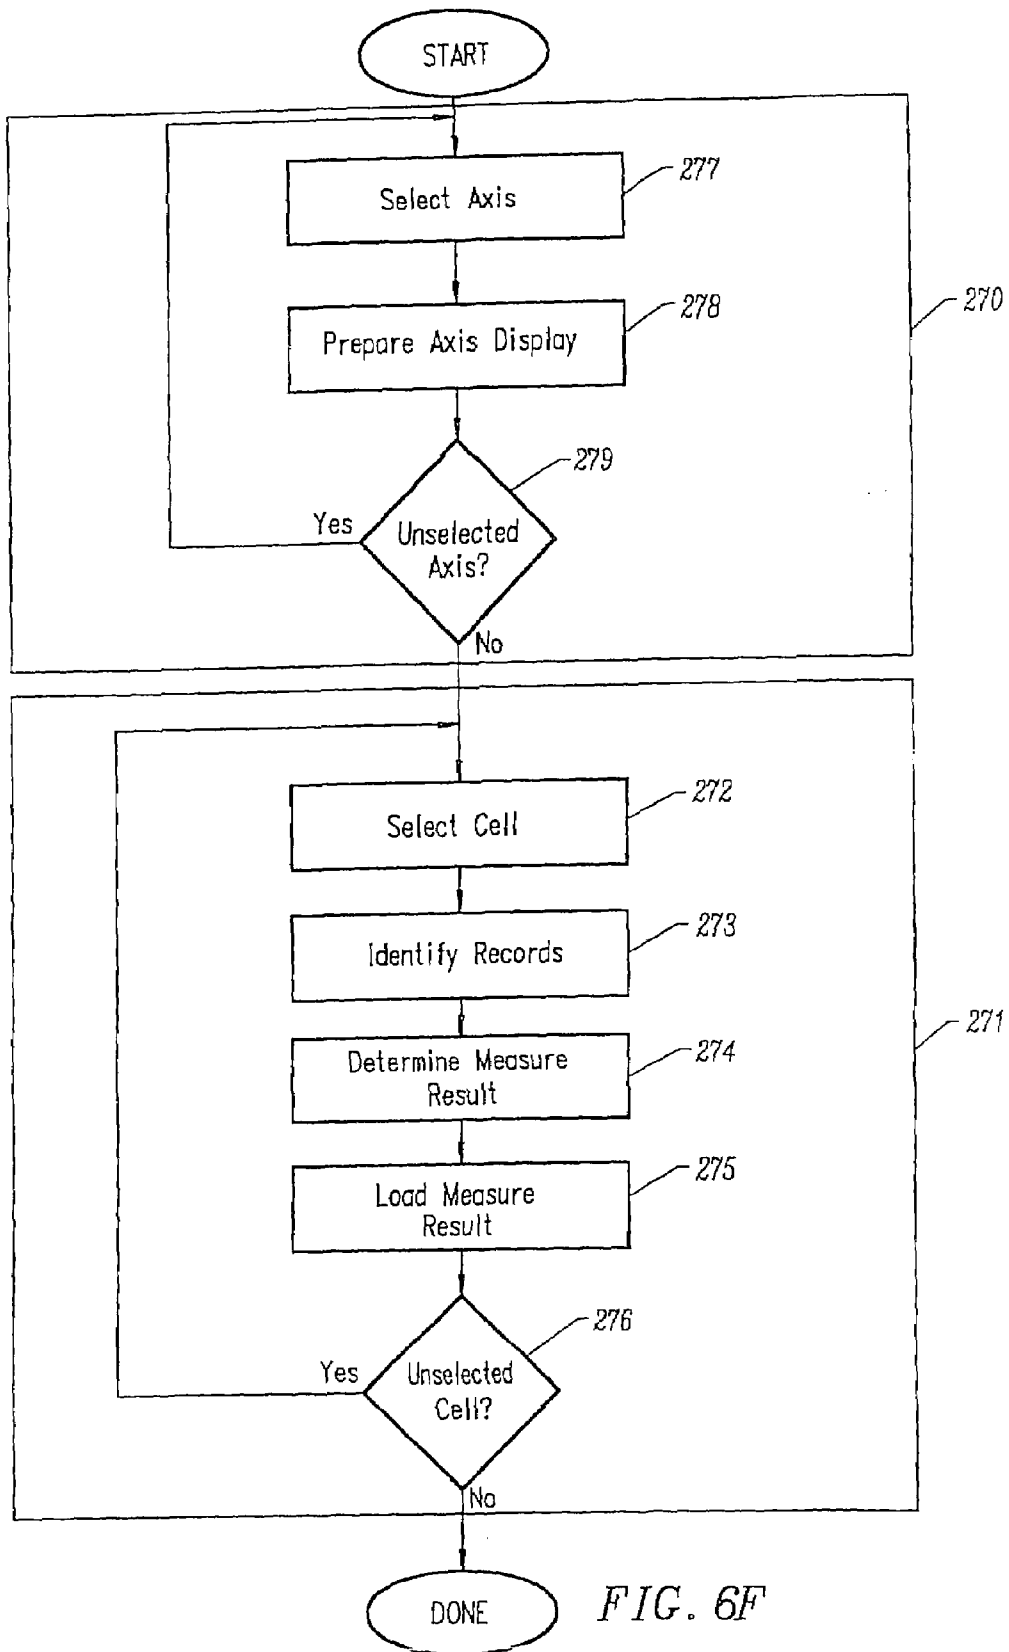 START
277
Select Axis
270
278
Prepare Axis Display
279
Yes
Unselected
Axis?
No
272
Select Cell
273
Identify Records
271
274
Determine Measure
Result
275
Load Measure
Result
276
Yes
Unselected
Cell?
No
DONE
FIG. 6F